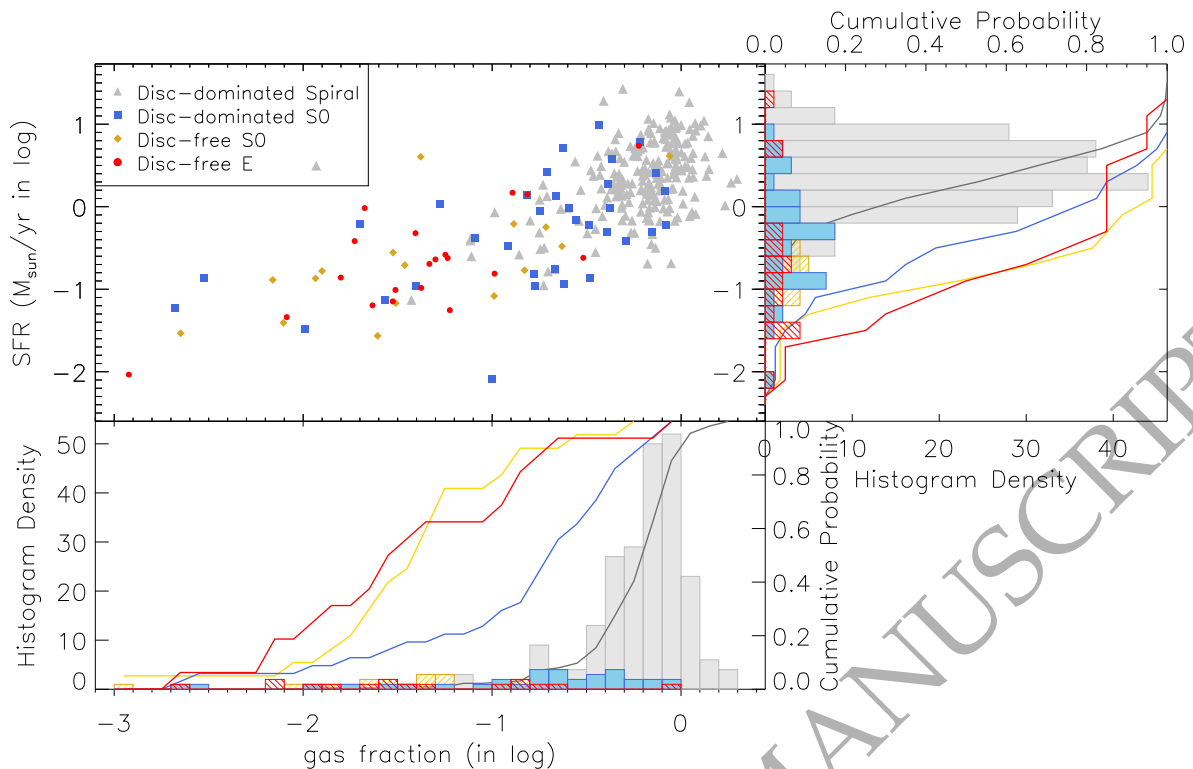 Cumulative Probability
0.0 0.2 0.4 0.6 0.8 1.0
Disc-dominated Spiral
Disc-dominated S0
Disc-free S0
Disc-free E
SFR (Msun/yr in log)
1
0
−1
−2
1
0
−1
−2
0 10 20 30 40
Histogram Density
Histogram Density
50
40
30
20
10
0
1.0
0.8
0.6
0.4
0.2
0.0
Cumulative Probability
−3 −2 −1 0
gas fraction (in log)
MANUSCRIPT